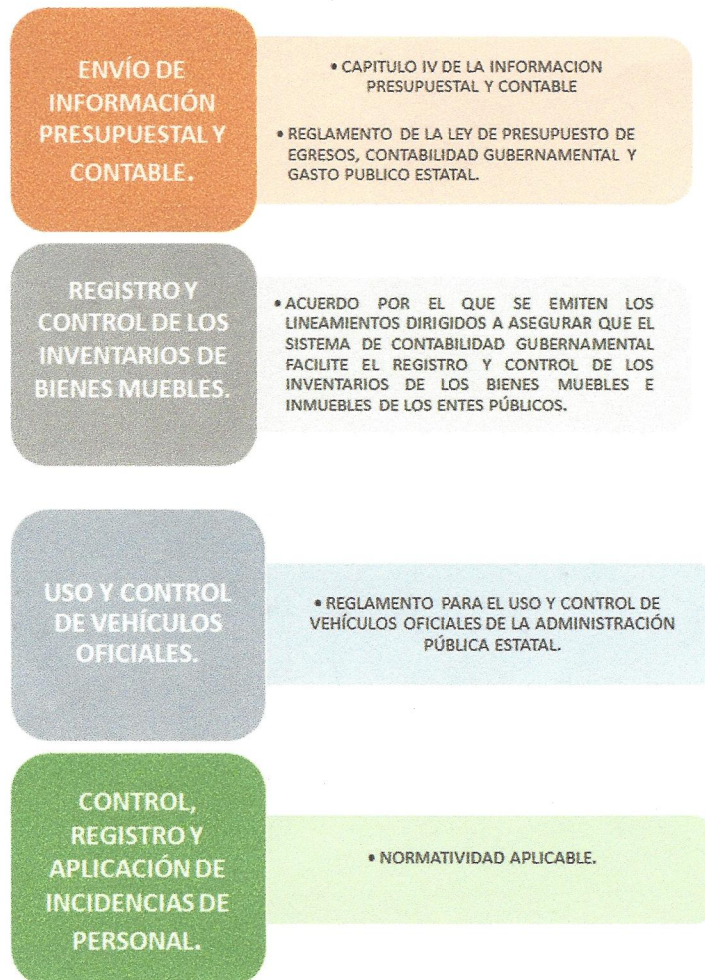 ENVÍO DE
INFORMACIÓN
PRESUPUESTAL Y
CONTABLE.
• CAPITULO IV DE LA INFORMACION
PRESUPUESTAL Y CONTABLE
• REGLAMENTO DE LA LEY DE PRESUPUESTO DE
EGRESOS, CONTABILIDAD GUBERNAMENTAL Y
GASTO PUBLICO ESTATAL.
REGISTRO Y
CONTROL DE LOS
INVENTARIOS DE
BIENES MUEBLES.
• ACUERDO POR EL QUE SE EMITEN LOS
LINEAMIENTOS DIRIGIDOS A ASEGURAR QUE EL
SISTEMA DE CONTABILIDAD GUBERNAMENTAL
FACILITE EL REGISTRO Y CONTROL DE LOS
INVENTARIOS DE LOS BIENES MUEBLES E
INMUEBLES DE LOS ENTES PÚBLICOS.
USO Y CONTROL
DE VEHÍCULOS
OFICIALES.
• REGLAMENTO PARA EL USO Y CONTROL DE
VEHÍCULOS OFICIALES DE LA ADMINISTRACIÓN
PÚBLICA ESTATAL.
CONTROL,
REGISTRO Y
APLICACIÓN DE
INCIDENCIAS DE
PERSONAL.
• NORMATIVIDAD APLICABLE.